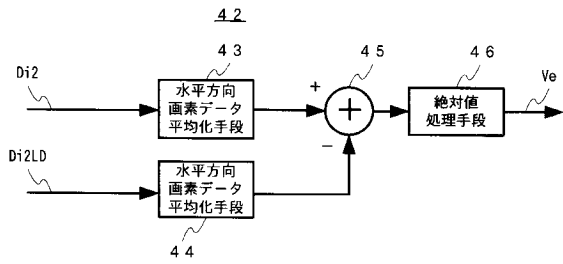 ４２
４３
４５
４６
Di2
水平方向
画素データ
平均化手段
+
+
−
絶対値
処理手段
Ve
Di2LD
水平方向
画素データ
平均化手段
４４